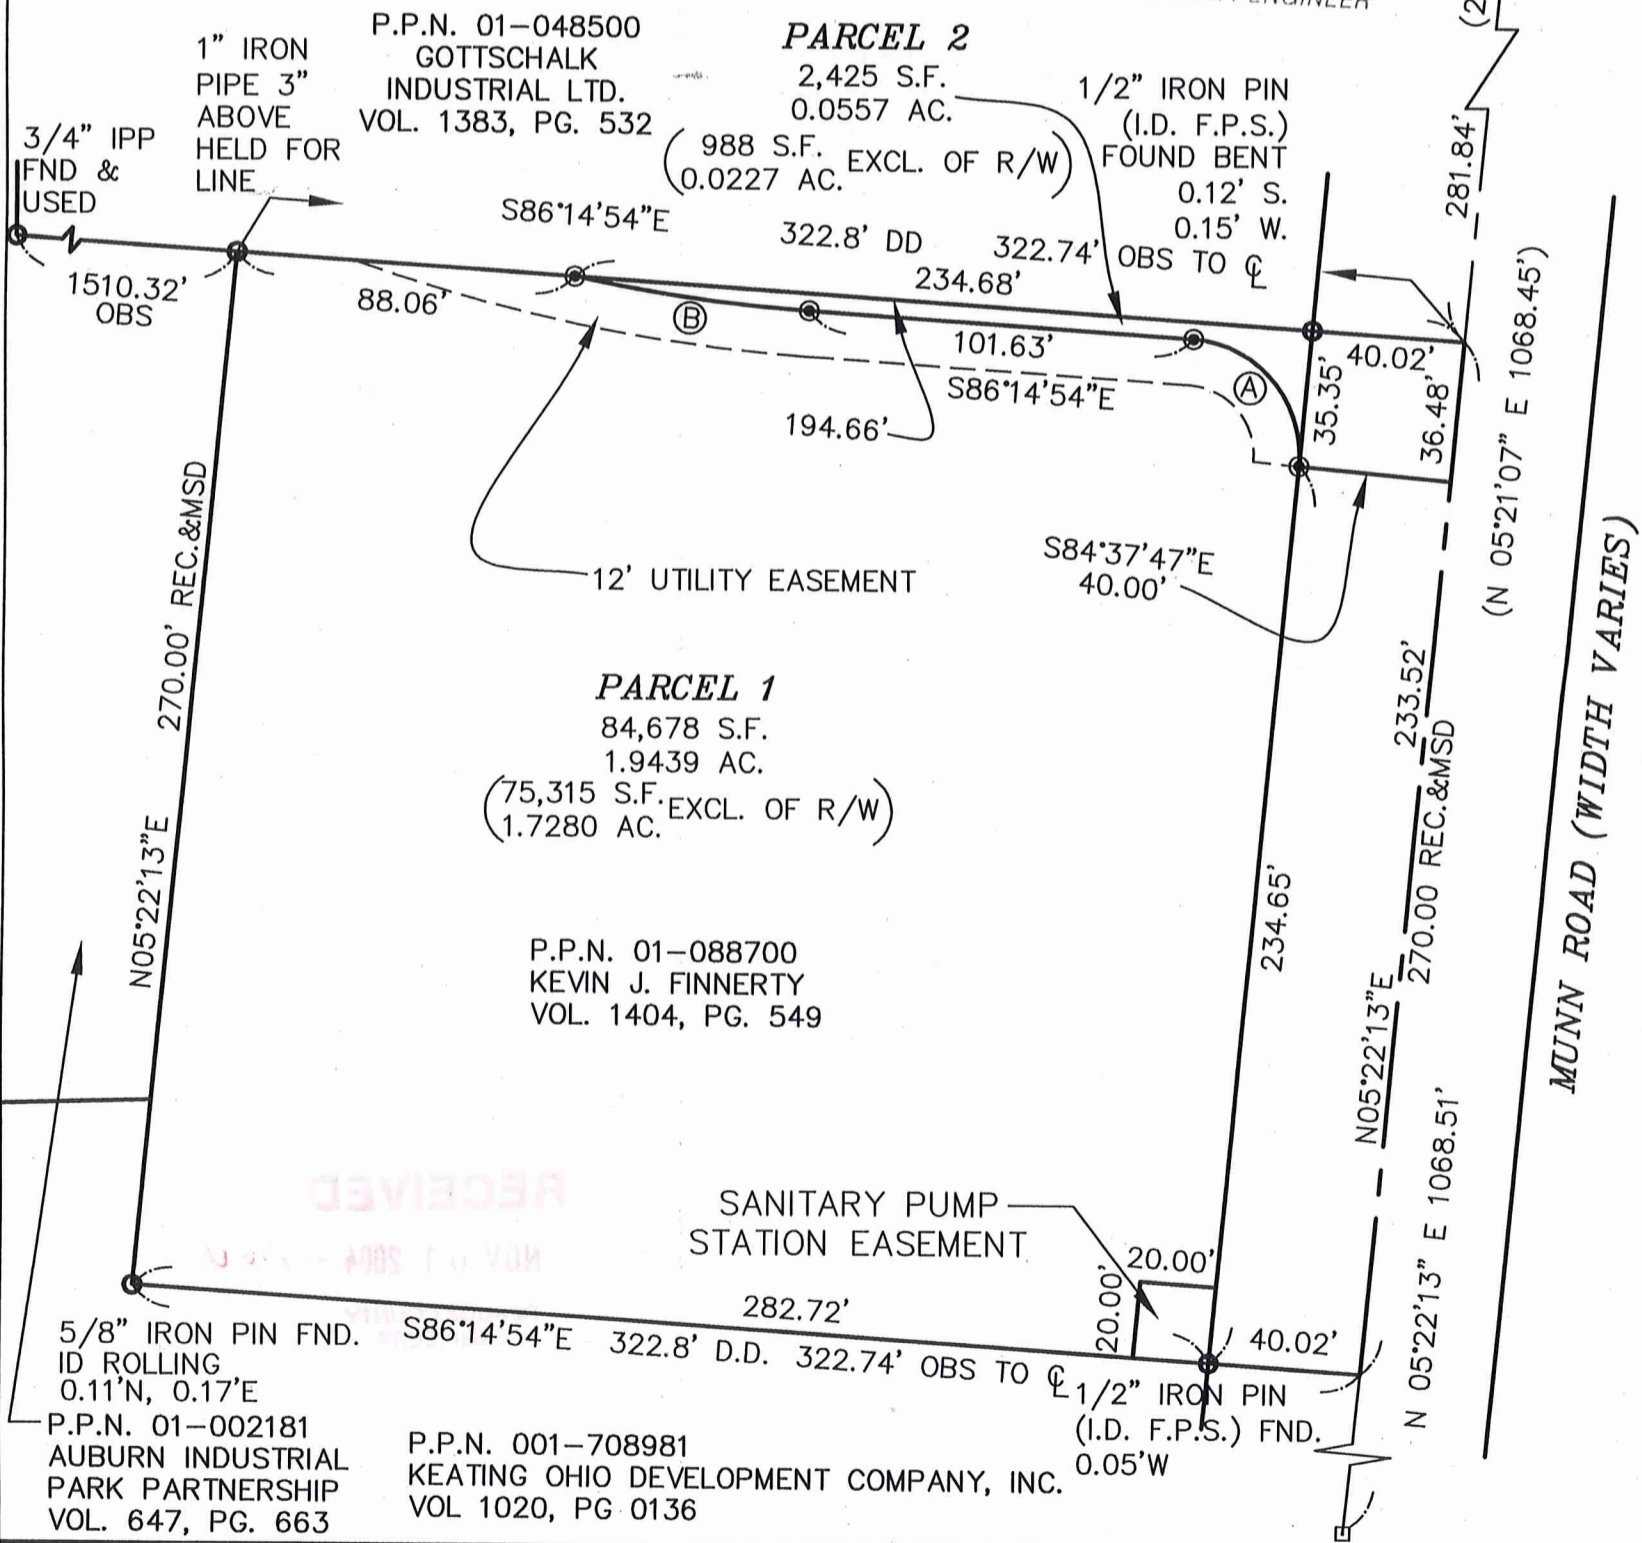 ENGINEER
(2
P.P.N. 01-048500
GOTTSCHALK
INDUSTRIAL LTD.
VOL. 1383, PG. 532
1" IRON
PIPE 3"
ABOVE
HELD FOR
LINE
3/4" IPP
FND &
USED
PARCEL 2
2,425 S.F.
0.0557 AC.
(988 S.F.
0.0227 AC. EXCL. OF R/W)
1/2" IRON PIN
(I.D. F.P.S.)
FOUND BENT
0.12' S.
0.15' W.
281.84'
S86°14'54"E
322.8' DD
322.74' OBS TO ℄
234.68'
1510.32'
OBS
88.06'
B
101.63'
S86°14'54"E
A
194.66'
40.02'
35.35'
36.48'
(N 05°21'07" E 1068.45')
12' UTILITY EASEMENT
S84°37'47"E
40.00'
270.00' REC.&MSD
N05°22'13"E
PARCEL 1
84,678 S.F.
1.9439 AC.
(75,315 S.F.
1.7280 AC. EXCL. OF R/W)
P.P.N. 01-088700
KEVIN J. FINNERTY
VOL. 1404, PG. 549
234.65'
233.52'
270.00 REC.&MSD
N05°22'13"E
N 05°22'13" E 1068.51'
MUNN ROAD (WIDTH VARIES)
RECEIVED
NOV 2004
SANITARY PUMP
STATION EASEMENT
20.00'
20.00'
282.72'
S86°14'54"E 322.8' D.D. 322.74' OBS TO ℄
40.02'
5/8" IRON PIN FND.
ID ROLLING
0.11'N, 0.17'E
1/2" IRON PIN
(I.D. F.P.S.) FND.
0.05'W
P.P.N. 01-002181
AUBURN INDUSTRIAL
PARK PARTNERSHIP
VOL. 647, PG. 663
P.P.N. 001-708981
KEATING OHIO DEVELOPMENT COMPANY, INC.
VOL 1020, PG 0136